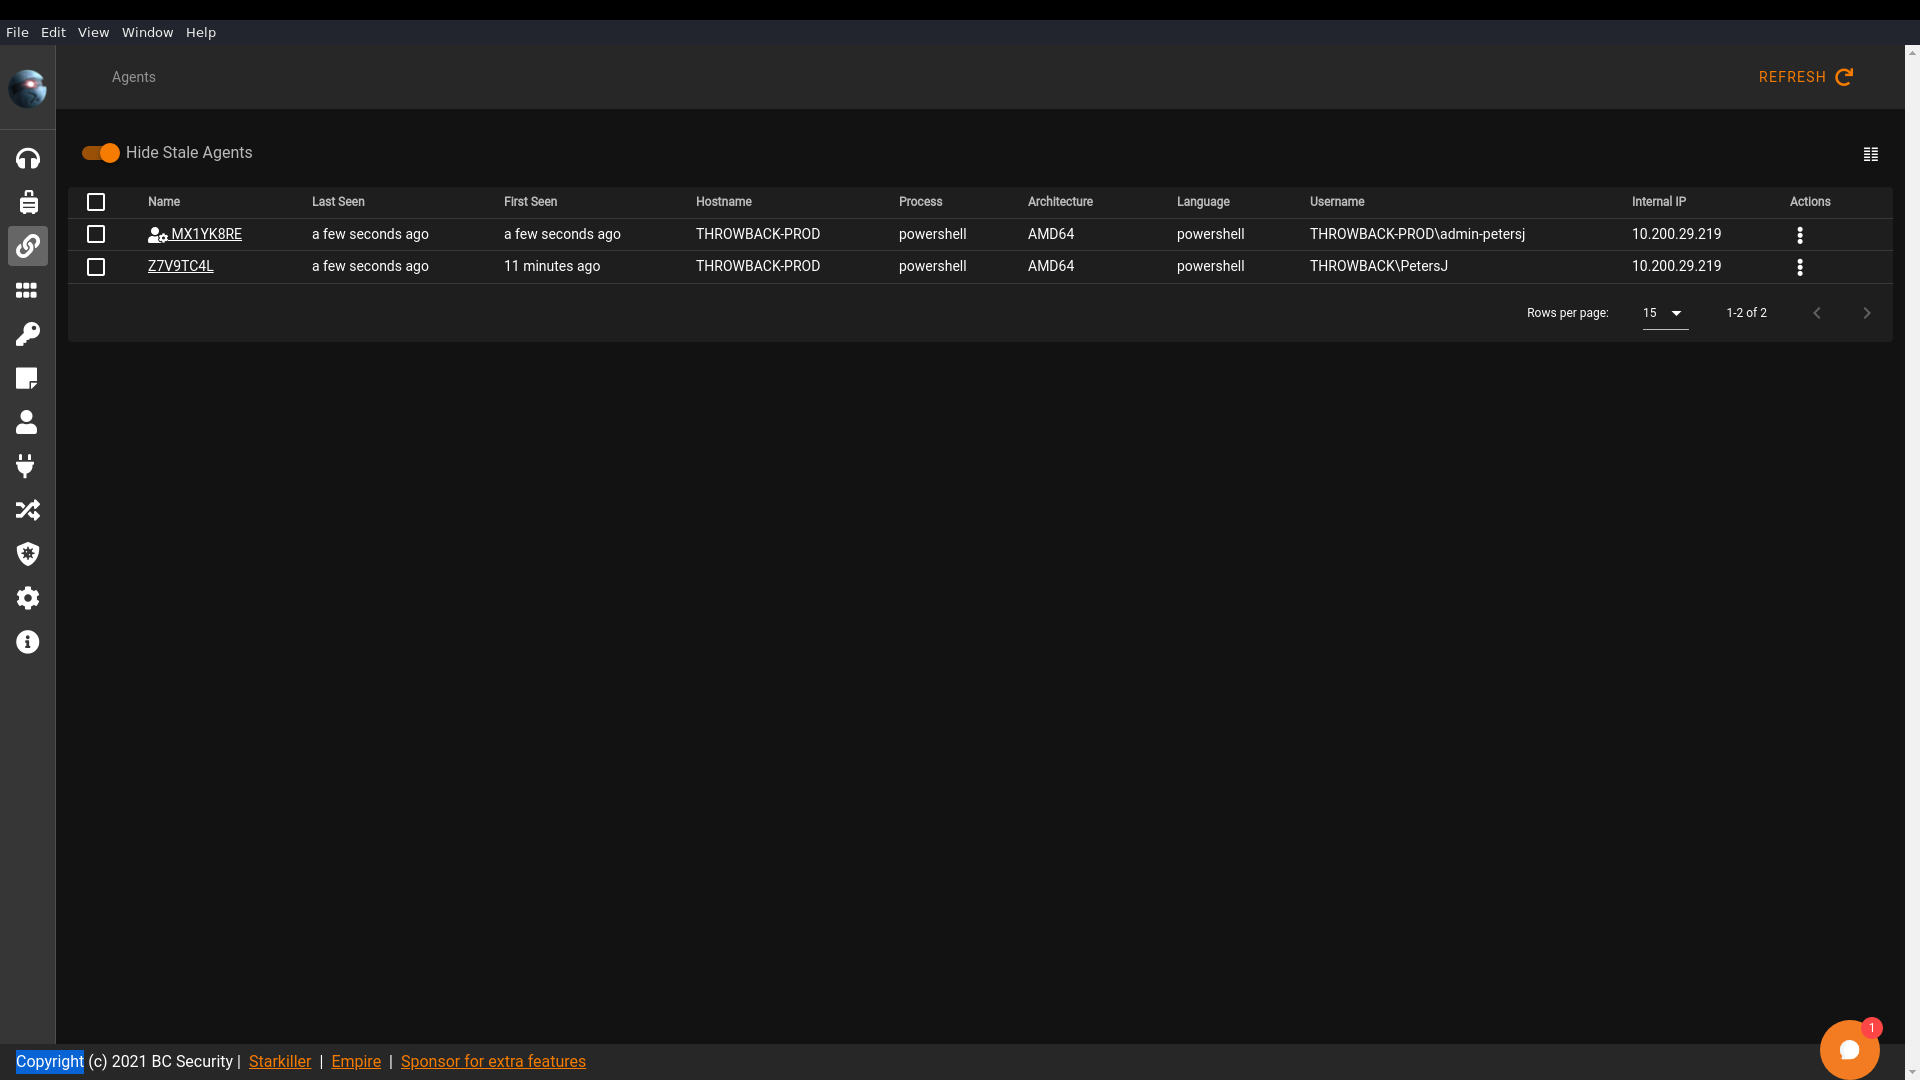 File Edit View Window Help
Agents
REFRESH
Hide Stale Agents
Name Last Seen First Seen Hostname Process Architecture Language Username Internal IP Actions
MX1YK8RE a few seconds ago a few seconds ago THROWBACK-PROD powershell AMD64 powershell THROWBACK-PROD\admin-petersj 10.200.29.219
Z7V9TC4L a few seconds ago 11 minutes ago THROWBACK-PROD powershell AMD64 powershell THROWBACK\PetersJ 10.200.29.219
Rows per page: 15 1-2 of 2
1
Copyright (c) 2021 BC Security | Starkiller | Empire | Sponsor for extra features